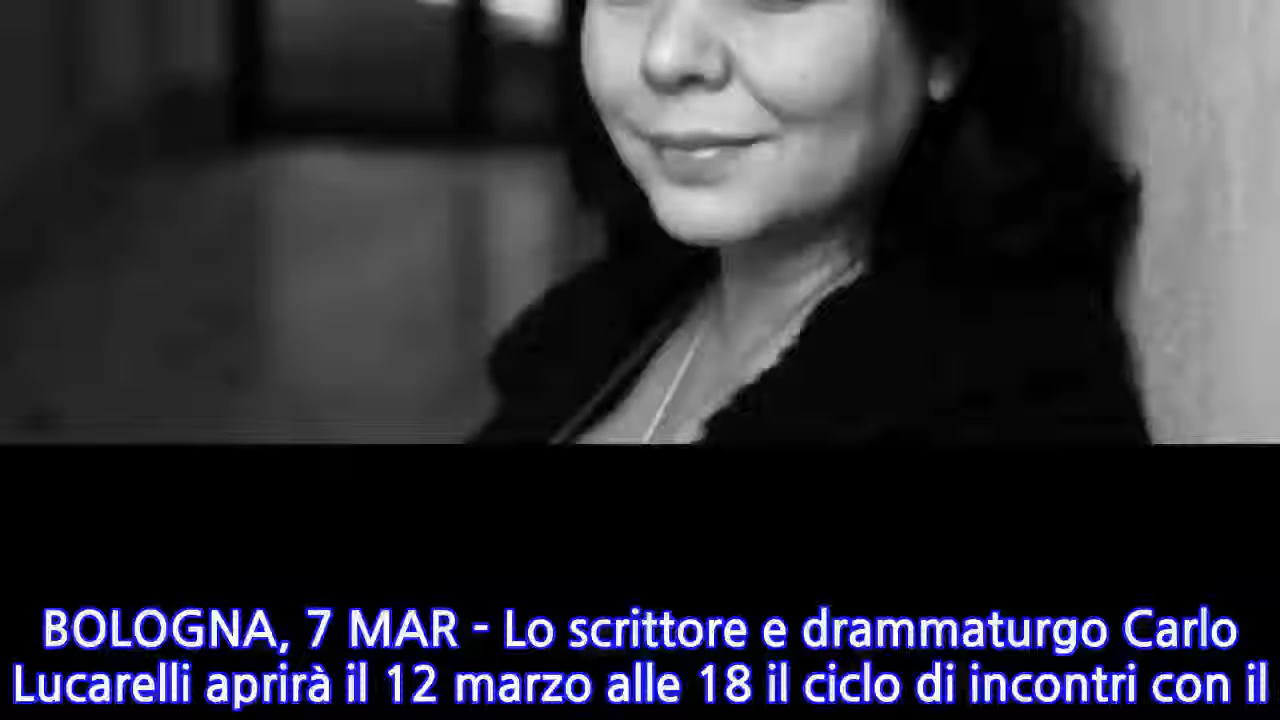 BOLOGNA, 7 MAR - Lo scrittore e drammaturgo Carlo
Lucarelli aprirà il 12 marzo alle 18 il ciclo di incontri con il